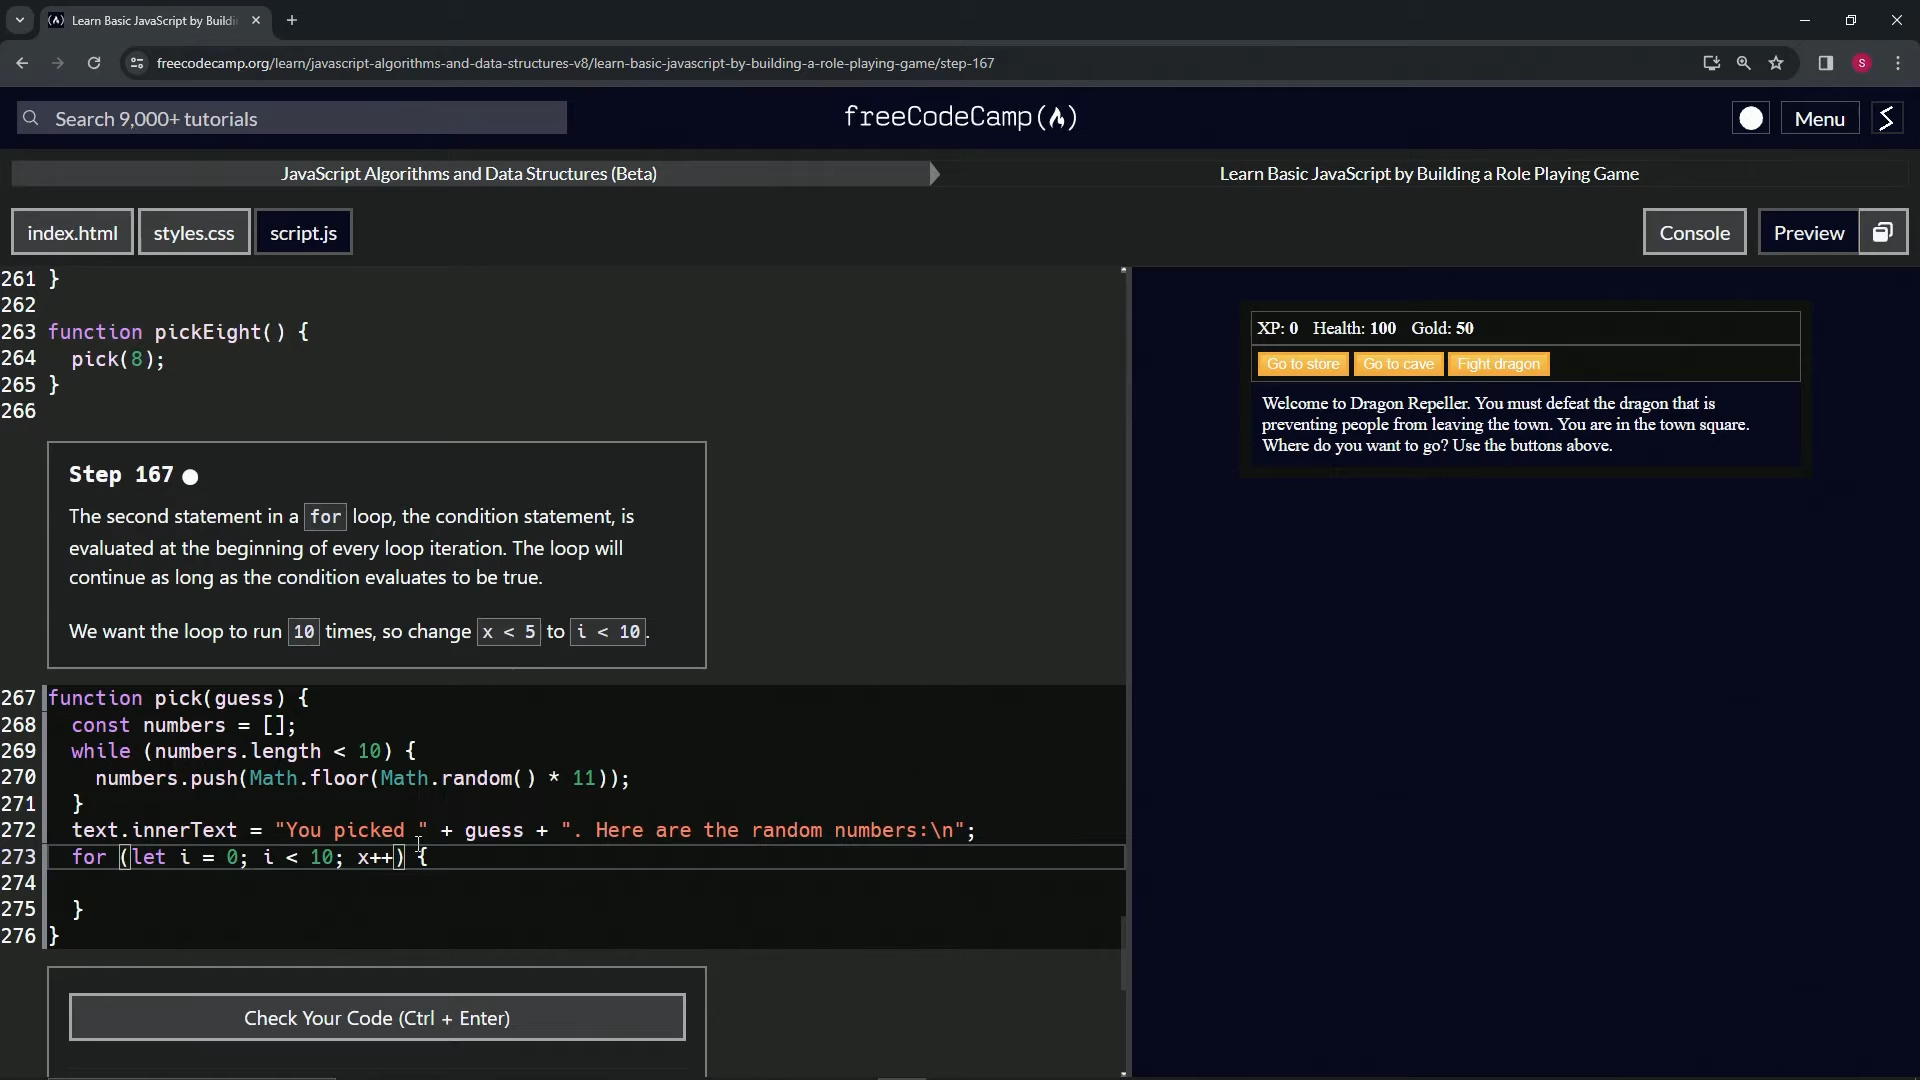 Learn Basic JavaScript by Buildi
freecodecamp.org/learn/javascript-algorithms-and-data-structures-v8/learn-basic-javascript-by-building-a-role-playing-game/step-167
S
Search 9,000+ tutorials
freeCodeCamp
Menu
JavaScript Algorithms and Data Structures (Beta)
Learn Basic JavaScript by Building a Role Playing Game
index.html
styles.css
script.js
Console
Preview
261 }
262
263 function pickEight() {
264 pick(8);
265 }
266
Step 167
The second statement in a for loop, the condition statement, is
evaluated at the beginning of every loop iteration. The loop will
continue as long as the condition evaluates to be true.
We want the loop to run 10 times, so change x < 5 to i < 10.
267 function pick(guess) {
268 const numbers = [];
269 while (numbers.length < 10) {
270 numbers.push(Math.floor(Math.random() * 11));
271 }
272 text.innerText = "You picked " + guess + ". Here are the random numbers:\n";
273 for (let i = 0; i < 10; x++) {
274
275 }
276 }
Check Your Code (Ctrl + Enter)
XP: 0 Health: 100 Gold: 50
Go to store
Go to cave
Fight dragon
Welcome to Dragon Repeller. You must defeat the dragon that is
preventing people from leaving the town. You are in the town square.
Where do you want to go? Use the buttons above.